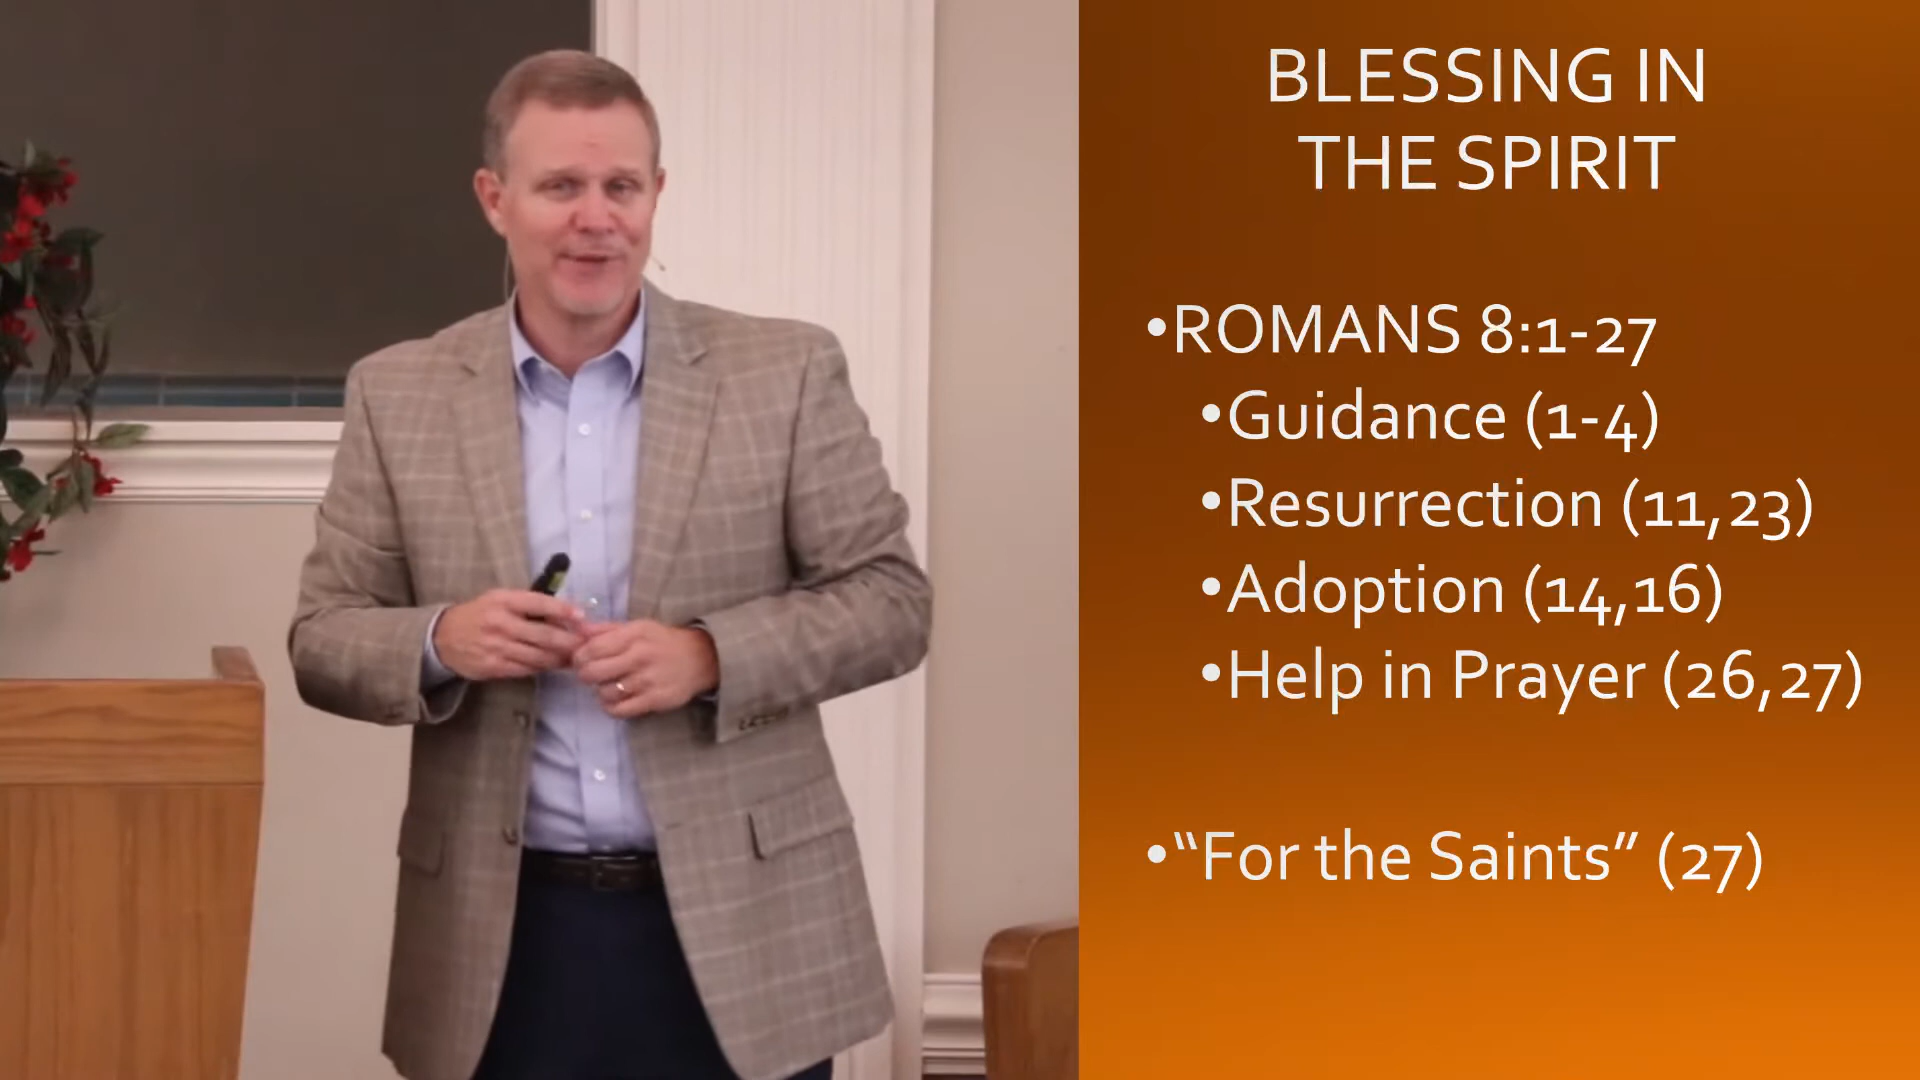 BLESSING IN
THE SPIRIT
•ROMANS 8:1-27
•Guidance (1-4)
•Resurrection (11,23)
•Adoption (14,16)
•Help in Prayer (26,27)
•“For the Saints” (27)